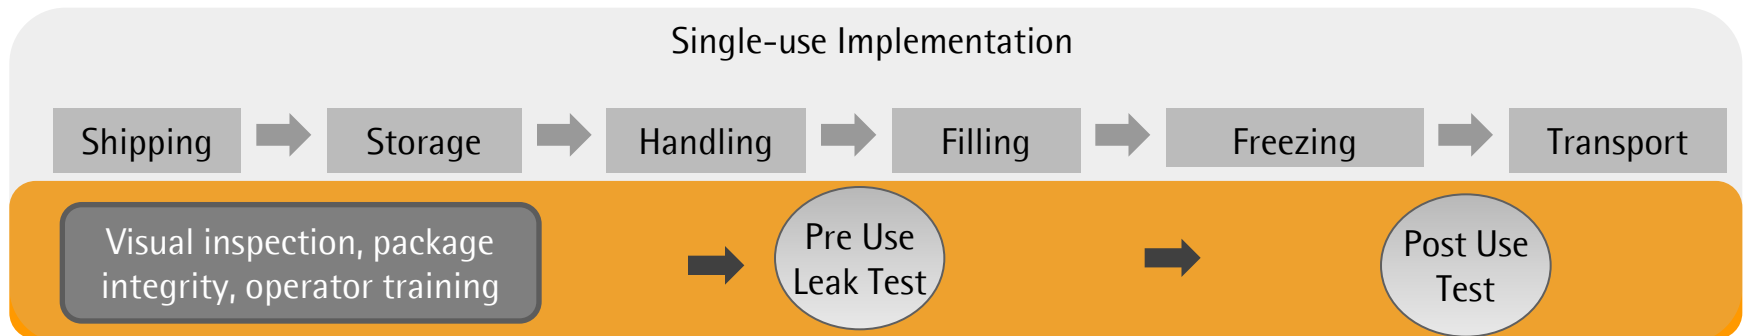 Single-use Implementation
Shipping
Storage
Handling
Filling
Freezing
Transport
Visual inspection, package
integrity, operator training
Pre Use
Leak Test
Post Use
Test